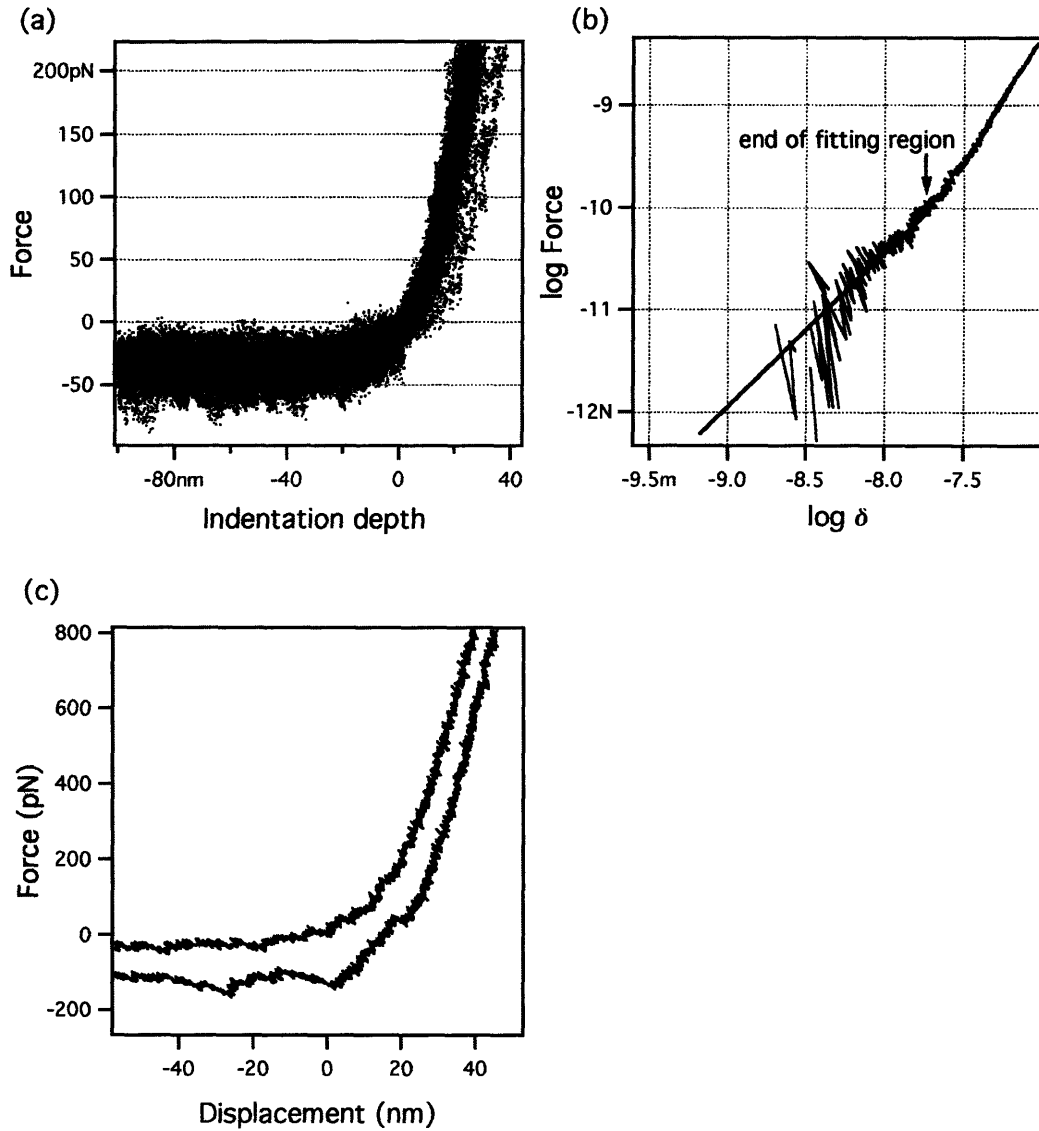 (a)
200pN
150
100
50
0
-50
Force
-80nm
-40
0
40
Indentation depth
(b)
-9
-10
-11
-12N
log Force
end of fitting region
-9.5m
-9.0
-8.5
-8.0
-7.5
log δ
(c)
800
600
400
200
0
-200
Force (pN)
-40
-20
0
20
40
Displacement (nm)